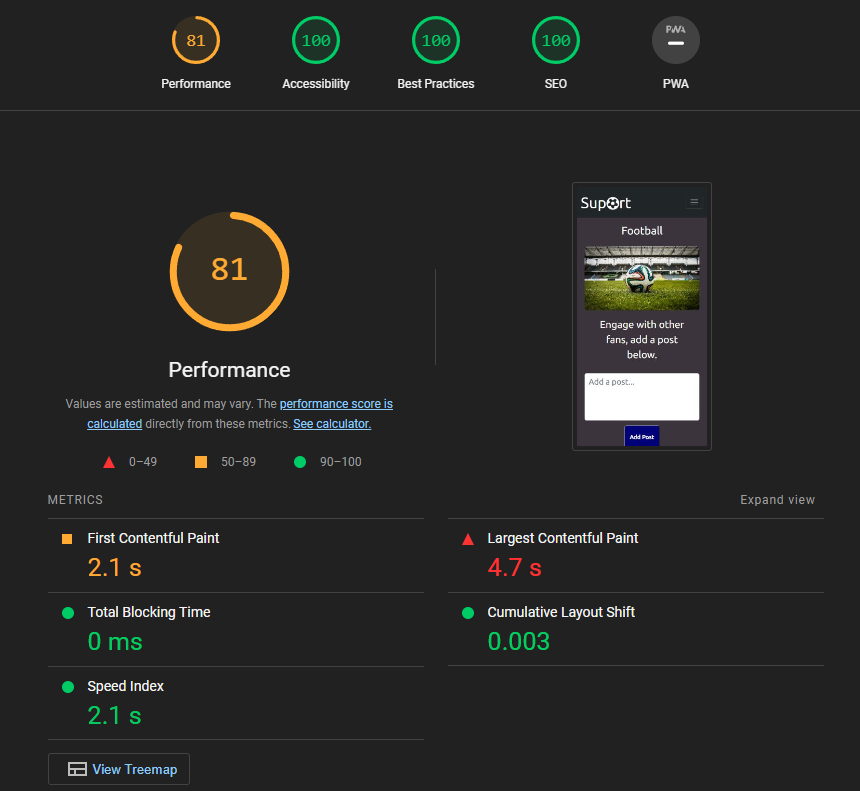 81
100
100
100
PWA
Performance
Accessibility
Best Practices
SEO
PWA
81
Performance
Values are estimated and may vary. The performance score is
calculated directly from these metrics. See calculator.
0–49
50–89
90–100
Suport
Football
Engage with other
fans, add a post
below.
Add a post...
Add Post
METRICS
Expand view
First Contentful Paint
2.1 s
Largest Contentful Paint
4.7 s
Total Blocking Time
0 ms
Cumulative Layout Shift
0.003
Speed Index
2.1 s
View Treemap